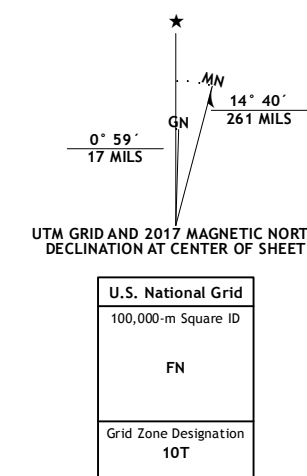 MN
GN
14° 40´
261 MILS
0° 59´
17 MILS
UTM GRID AND 2017 MAGNETIC NORT
DECLINATION AT CENTER OF SHEET
U.S. National Grid
100,000-m Square ID
FN
Grid Zone Designation
10T